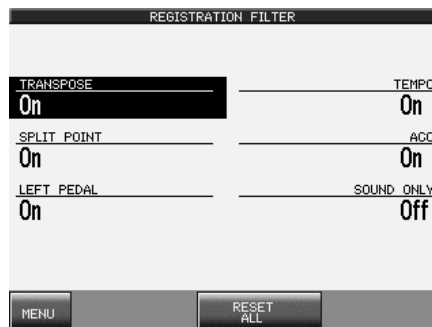 REGISTRATION FILTER
TRANSPOSE
On
TEMPO
On
SPLIT POINT
On
ACC
On
LEFT PEDAL
On
SOUND ONLY
Off
MENU
RESET
ALL